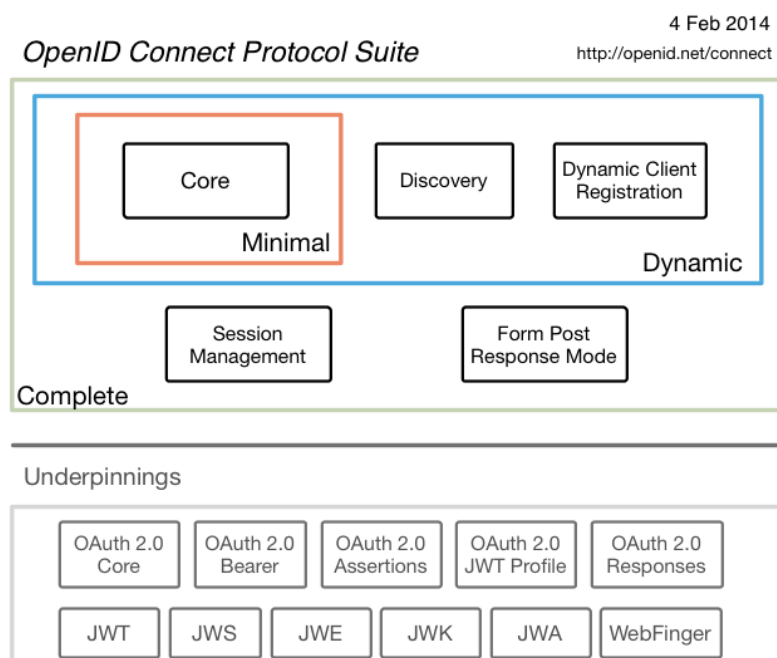 4 Feb 2014
OpenID Connect Protocol Suite
http://openid.net/connect
Core
Discovery
Dynamic Client
Registration
Minimal
Dynamic
Session
Management
Form Post
Response Mode
Complete
Underpinnings
OAuth 2.0
Core
OAuth 2.0
Bearer
OAuth 2.0
Assertions
OAuth 2.0
JWT Profile
OAuth 2.0
Responses
JWT
JWS
JWE
JWK
JWA
WebFinger